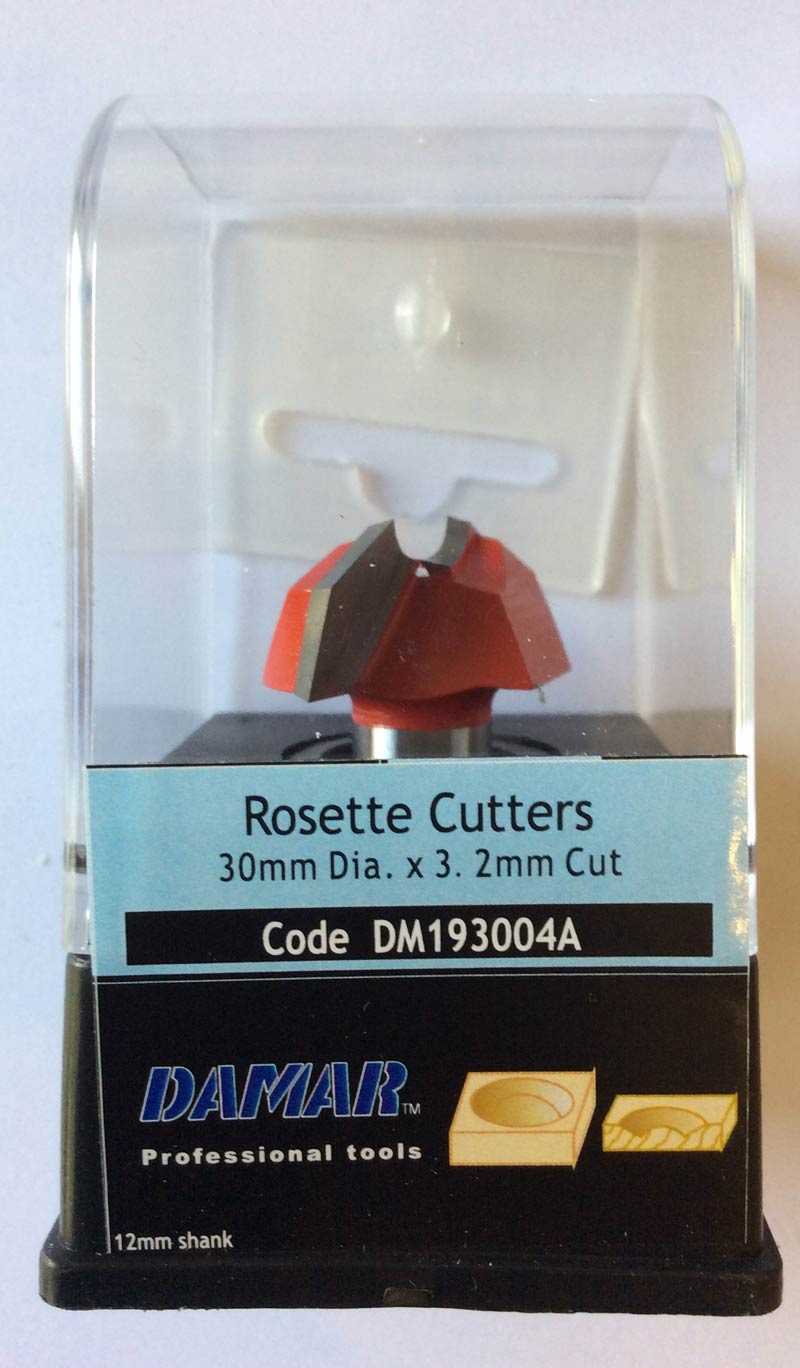 Rosette Cutters
30mm Dia. x 3. 2mm Cut
Code DM193004A
DAMAR™
Professional tools
12mm shank